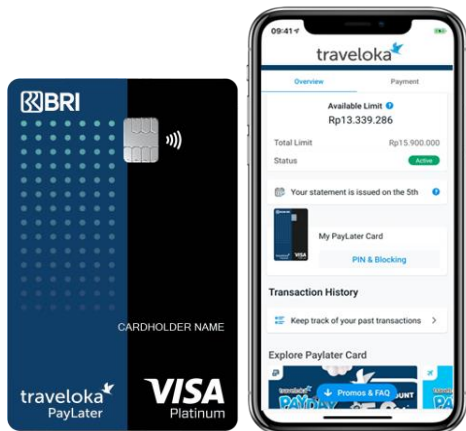 BRI
CARDHOLDER NAME
traveloka
PayLater
VISA
Platinum
09:41
traveloka
Overview
Payment
Available Limit ?
Rp13.339.286
Total Limit
Rp15.900.000
Status
Active
Your statement is issued on the 5th ?
VISA
My PayLater Card
PIN & Blocking
Transaction History
Keep track of your past transactions >
Explore Paylater Card
Promos & FAQ